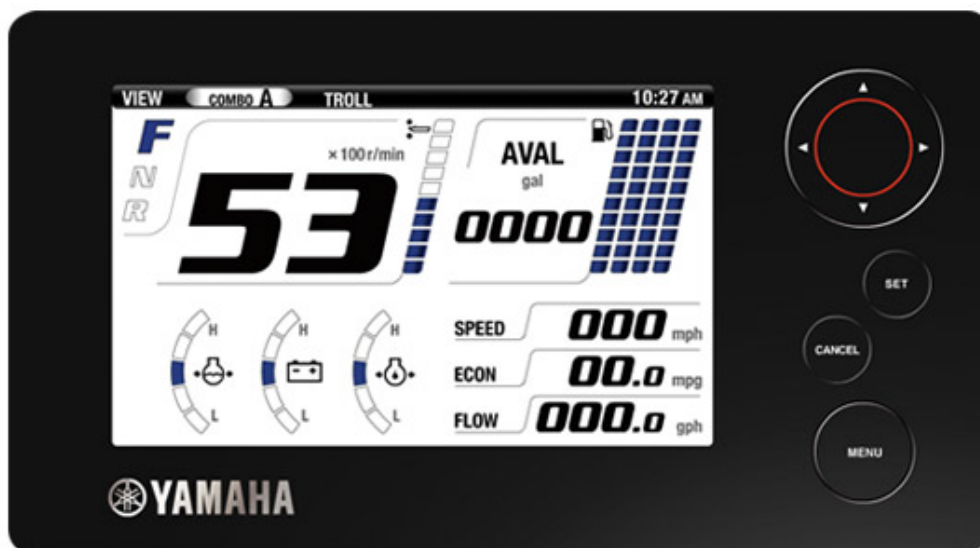 VIEW COMBO A TROLL 10:27 AM
F
N
R
×100 r/min
53
AVAL
gal
0000
H
L
H
L
H
L
SPEED 000 mph
ECON 00.0 mpg
FLOW 000.0 gph
SET
CANCEL
MENU
YAMAHA